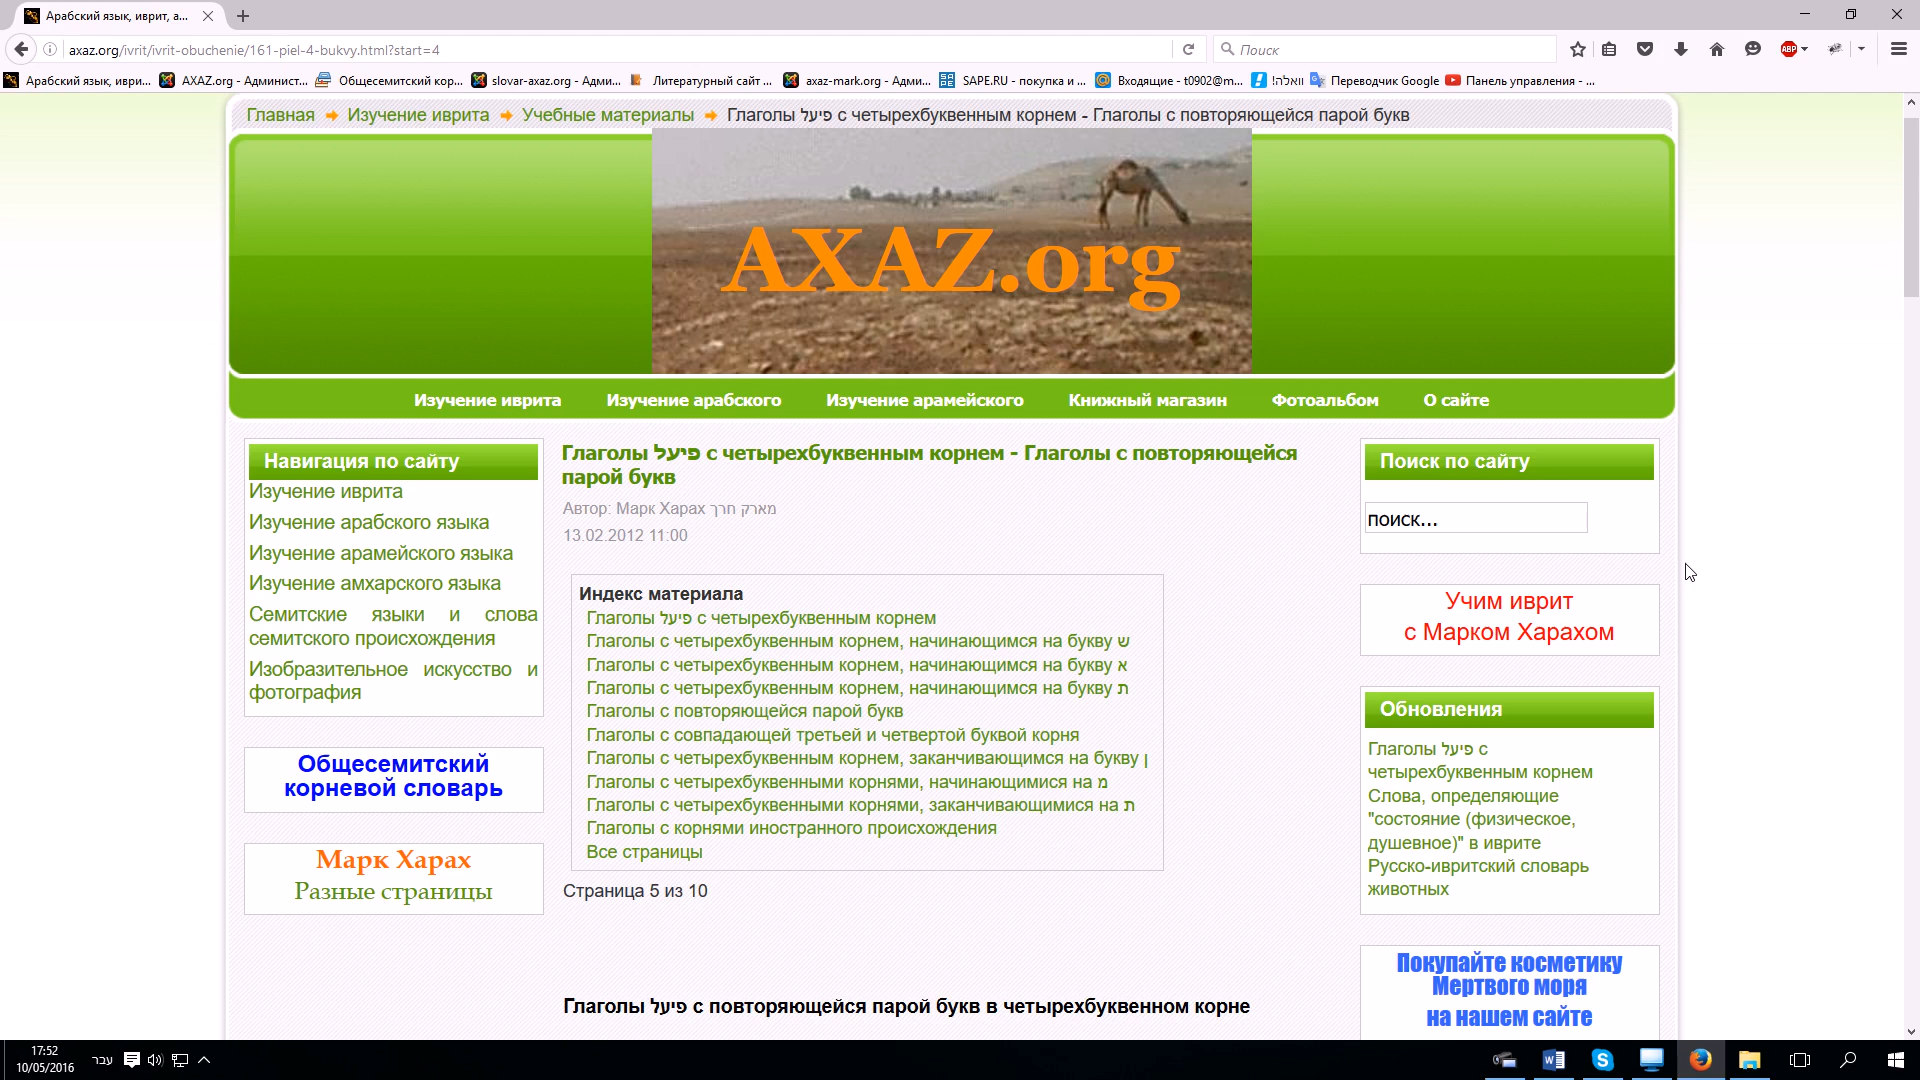 Арабский язык, иврит, а...
axaz.org/ivrit/ivrit-obuchenie/161-piel-4-bukvy.html?start=4
Поиск
Арабский язык, иври...
AXAZ.org - Админист...
Общесемитский кор...
slovar-axaz.org - Адми...
Литературный сайт ...
axaz-mark.org - Адми...
SAPE.RU - покупка и ...
Входящие - t0902@m...
וואלה!
Переводчик Google
Панель управления - ...
Главная Изучение иврита Учебные материалы Глаголы פיעל с четырехбуквенным корнем - Глаголы с повторяющейся парой букв
AXAZ.org
Изучение иврита Изучение арабского Изучение арамейского Книжный магазин Фотоальбом О сайте
Навигация по сайту
Изучение иврита
Изучение арабского языка
Изучение арамейского языка
Изучение амхарского языка
Семитские языки и слова
семитского происхождения
Изобразительное искусство и
фотография
Общесемитский
корневой словарь
Марк Харах
Разные страницы
Глаголы פיעל с четырехбуквенным корнем - Глаголы с повторяющейся
парой букв
Автор: Марк Харах מארק חרך
13.02.2012 11:00
Индекс материала
Глаголы פיעל с четырехбуквенным корнем
Глаголы с четырехбуквенным корнем, начинающимся на букву ש
Глаголы с четырехбуквенным корнем, начинающимся на букву א
Глаголы с четырехбуквенным корнем, начинающимся на букву ת
Глаголы с повторяющейся парой букв
Глаголы с совпадающей третьей и четвертой буквой корня
Глаголы с четырехбуквенным корнем, заканчивающимся на букву ן
Глаголы с четырехбуквенными корнями, начинающимися на מ
Глаголы с четырехбуквенными корнями, заканчивающимися на ת
Глаголы с корнями иностранного происхождения
Все страницы
Страница 5 из 10
Глаголы פיעל с повторяющейся парой букв в четырехбуквенном корне
Поиск по сайту
поиск...
Учим иврит
с Марком Харахом
Обновления
Глаголы פיעל с
четырехбуквенным корнем
Слова, определяющие
"состояние (физическое,
душевное)" в иврите
Русско-ивритский словарь
животных
Покупайте косметику
Мертвого моря
на нашем сайте
17:52
10/05/2016
עבר